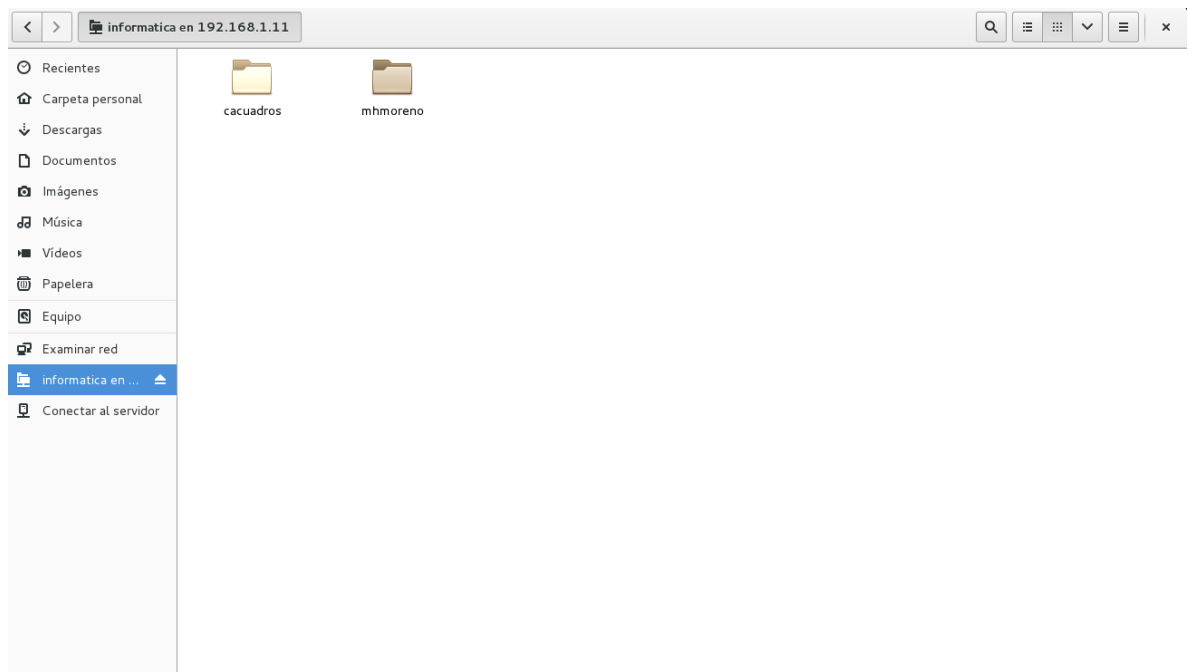 informatica en 192.168.1.11
Recientes
Carpeta personal
Descargas
Documentos
Imágenes
Música
Vídeos
Papelera
Equipo
Examinar red
informatica en ...
Conectar al servidor
cacuadros
mhmoreno